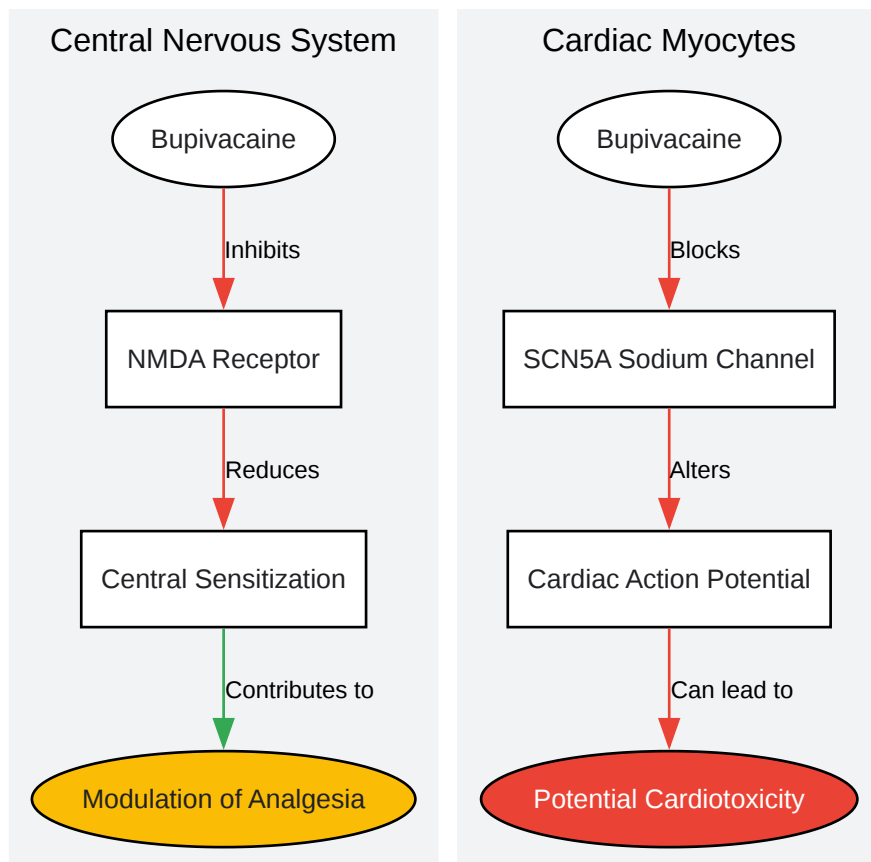 Central Nervous System
Bupivacaine
Inhibits
NMDA Receptor
Reduces
Central Sensitization
Contributes to
Modulation of Analgesia
Cardiac Myocytes
Bupivacaine
Blocks
SCN5A Sodium Channel
Alters
Cardiac Action Potential
Can lead to
Potential Cardiotoxicity